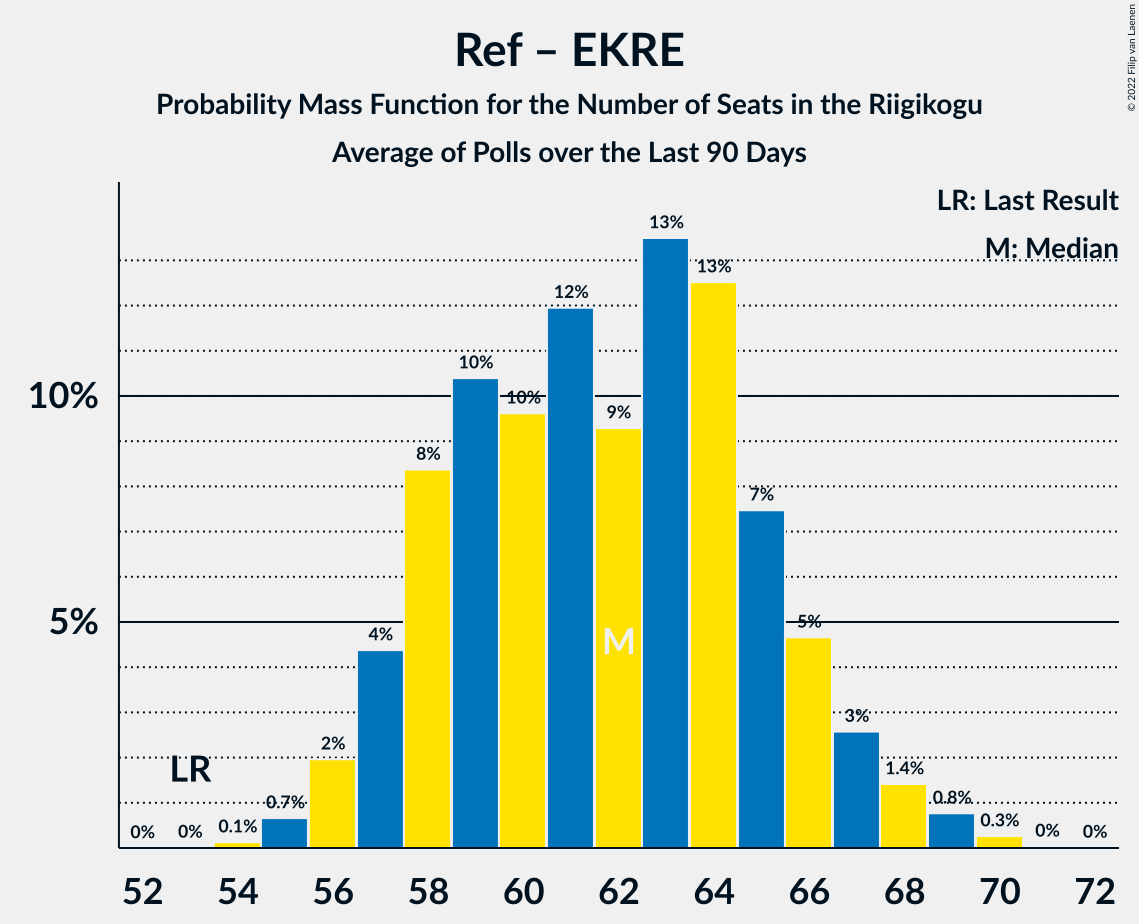 Ref – EKRE
Probability Mass Function for the Number of Seats in the Riigikogu
Average of Polls over the Last 90 Days
© 2022 Filip van Laenen
LR: Last Result
M: Median
10%
5%
0%
0%
0.1%
0.7%
2%
4%
8%
10%
10%
12%
9%
13%
13%
7%
5%
3%
1.4%
0.8%
0.3%
0%
0%
LR
M
52 54 56 58 60 62 64 66 68 70 72